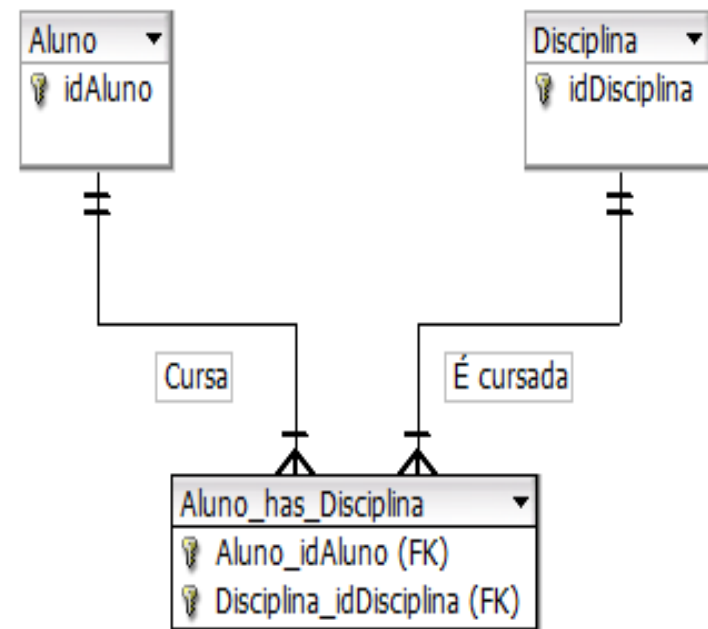 Aluno
idAluno
Disciplina
idDisciplina
Cursa
É cursada
Aluno_has_Disciplina
Aluno_idAluno (FK)
Disciplina_idDisciplina (FK)